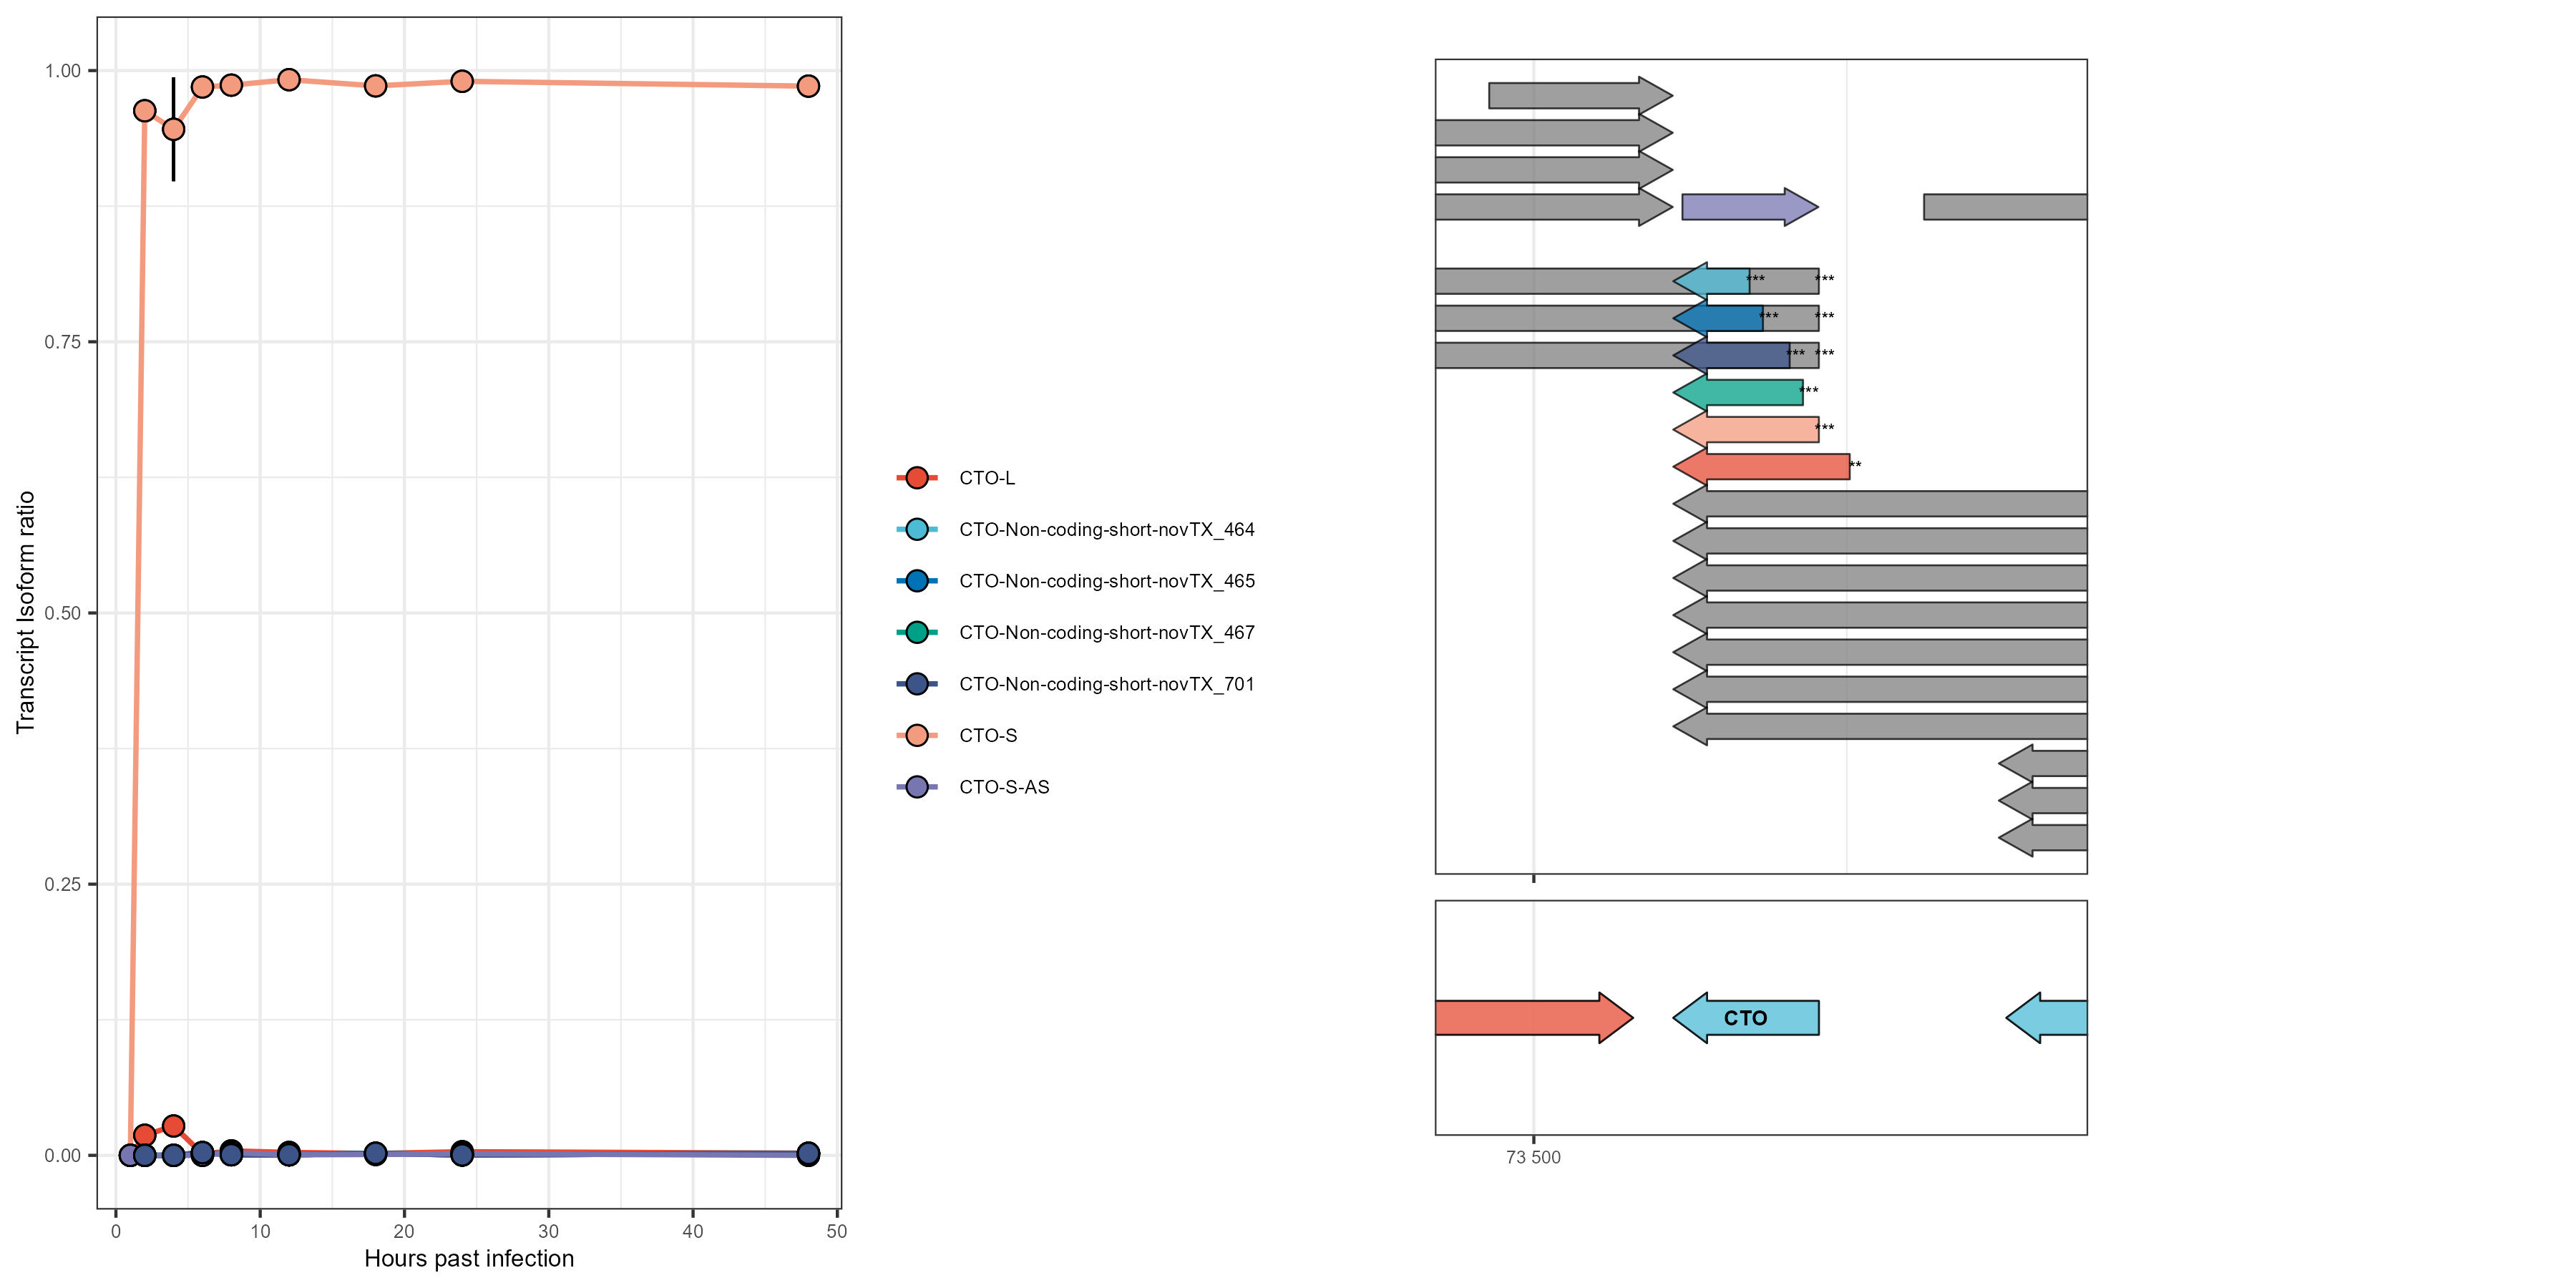 1.00
0.75
0.50
0.25
0.00
0
10
20
30
40
50
Hours past infection
Transcript Isoform ratio
CTO-L
CTO-Non-coding-short-novTX_464
CTO-Non-coding-short-novTX_465
CTO-Non-coding-short-novTX_467
CTO-Non-coding-short-novTX_701
CTO-S
CTO-S-AS
*** ***
*** ***
*** ***
***
***
**
CTO
73 500